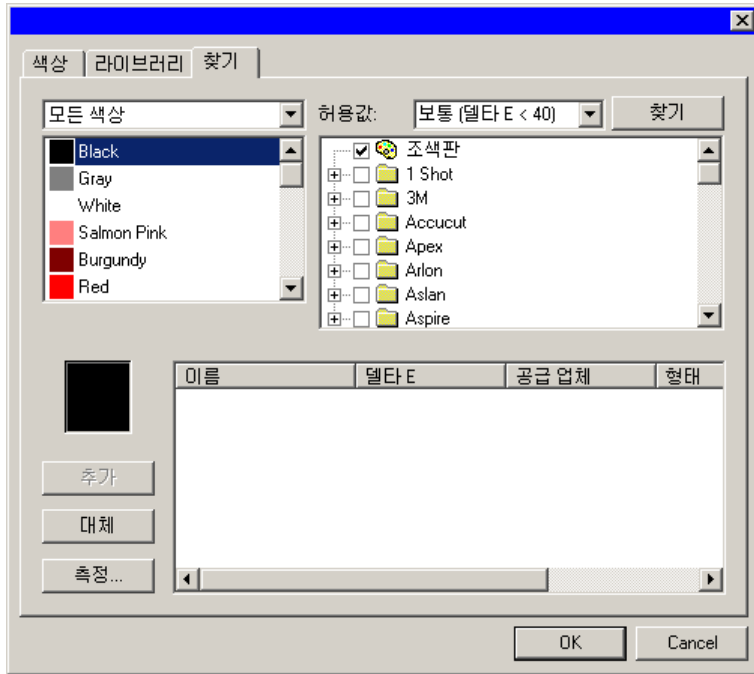 색상 라이브러리 찾기
모든 색상 허용값: 보통 (델타 E < 40) 찾기
Black
Gray
White
Salmon Pink
Burgundy
Red
조색판
1 Shot
3M
Accucut
Apex
Arlon
Aslan
Aspire
이름 델타 E 공급 업체 형태
추가
대체
측정...
OK Cancel